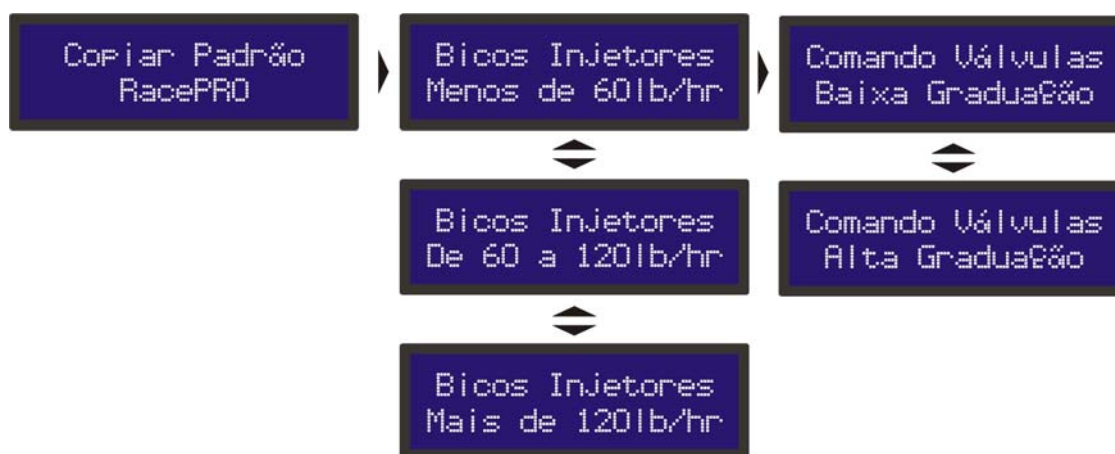 Copiar Padrão
RacePRO
Bicos Injetores
Menos de 60lb/hr
Comando Válvulas
Baixa Graduação
Bicos Injetores
De 60 a 120lb/hr
Comando Válvulas
Alta Graduação
Bicos Injetores
Mais de 120lb/hr